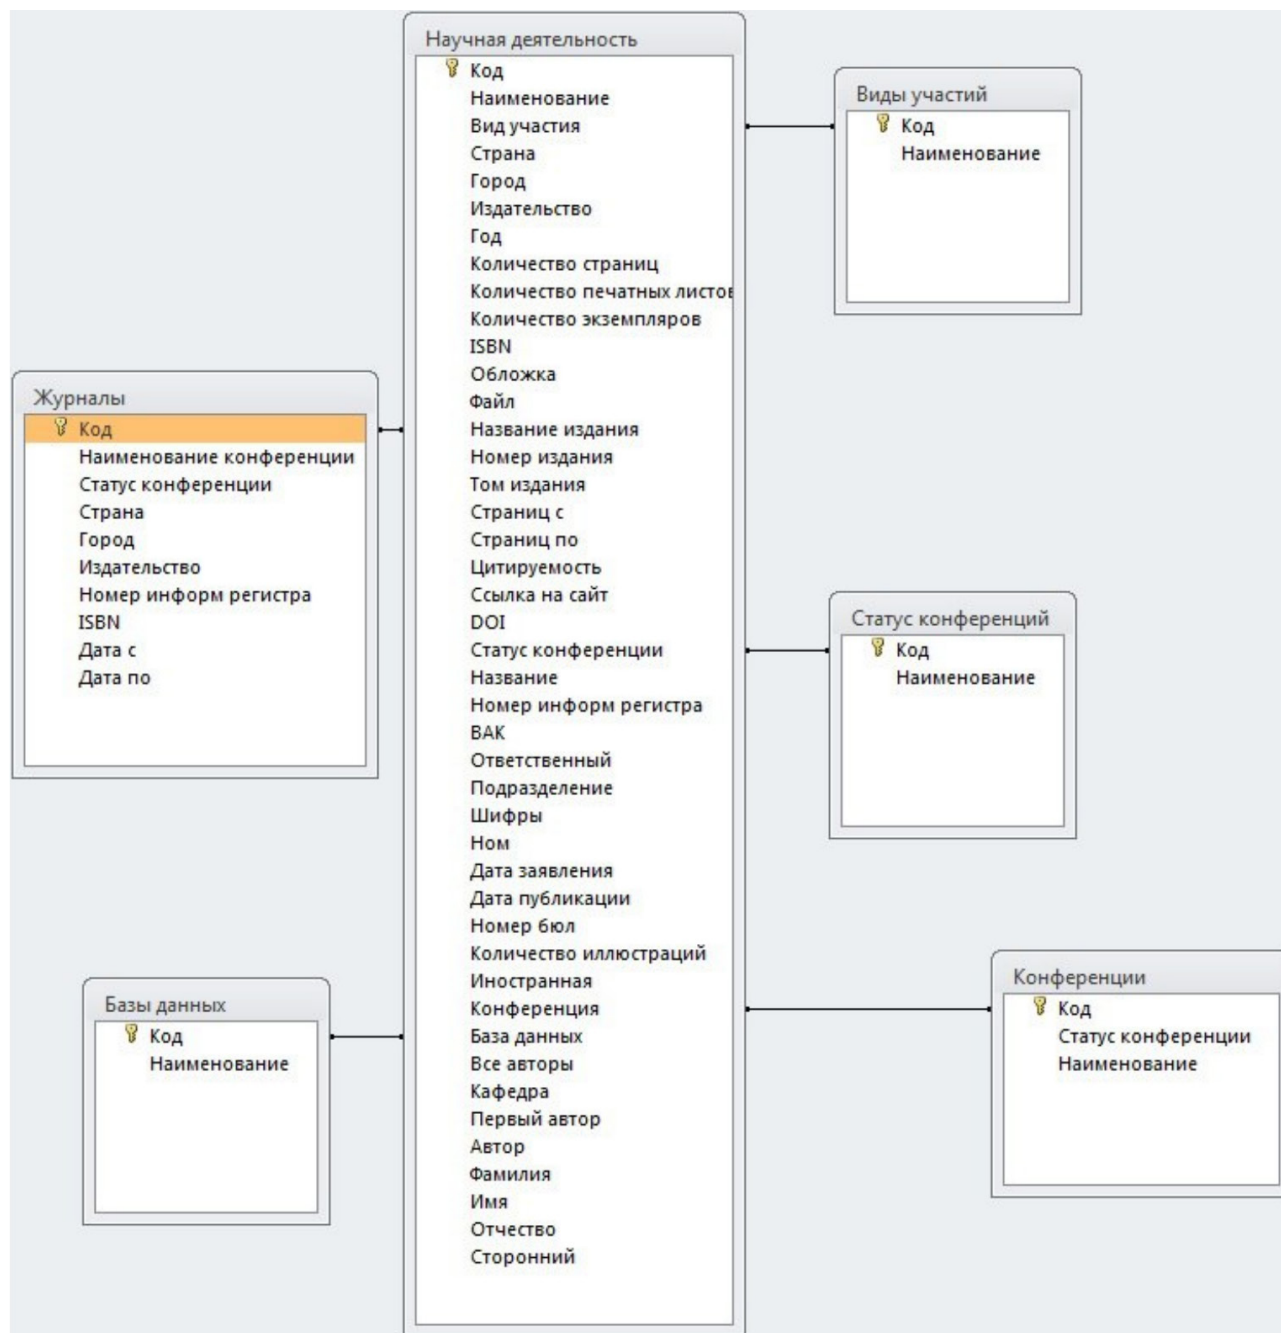 Научная деятельность
Код
Наименование
Вид участия
Страна
Город
Издательство
Год
Количество страниц
Количество печатных листов
Количество экземпляров
ISBN
Обложка
Файл
Название издания
Номер издания
Том издания
Страниц с
Страниц по
Цитируемость
Ссылка на сайт
DOI
Статус конференции
Название
Номер информ регистра
ВАК
Ответственный
Подразделение
Шифры
Ном
Дата заявления
Дата публикации
Номер бюл
Количество иллюстраций
Иностранная
Конференция
База данных
Все авторы
Кафедра
Первый автор
Автор
Фамилия
Имя
Отчество
Сторонний
Виды участий
Код
Наименование
Журналы
Код
Наименование конференции
Статус конференции
Страна
Город
Издательство
Номер информ регистра
ISBN
Дата с
Дата по
Статус конференций
Код
Наименование
Базы данных
Код
Наименование
Конференции
Код
Статус конференции
Наименование